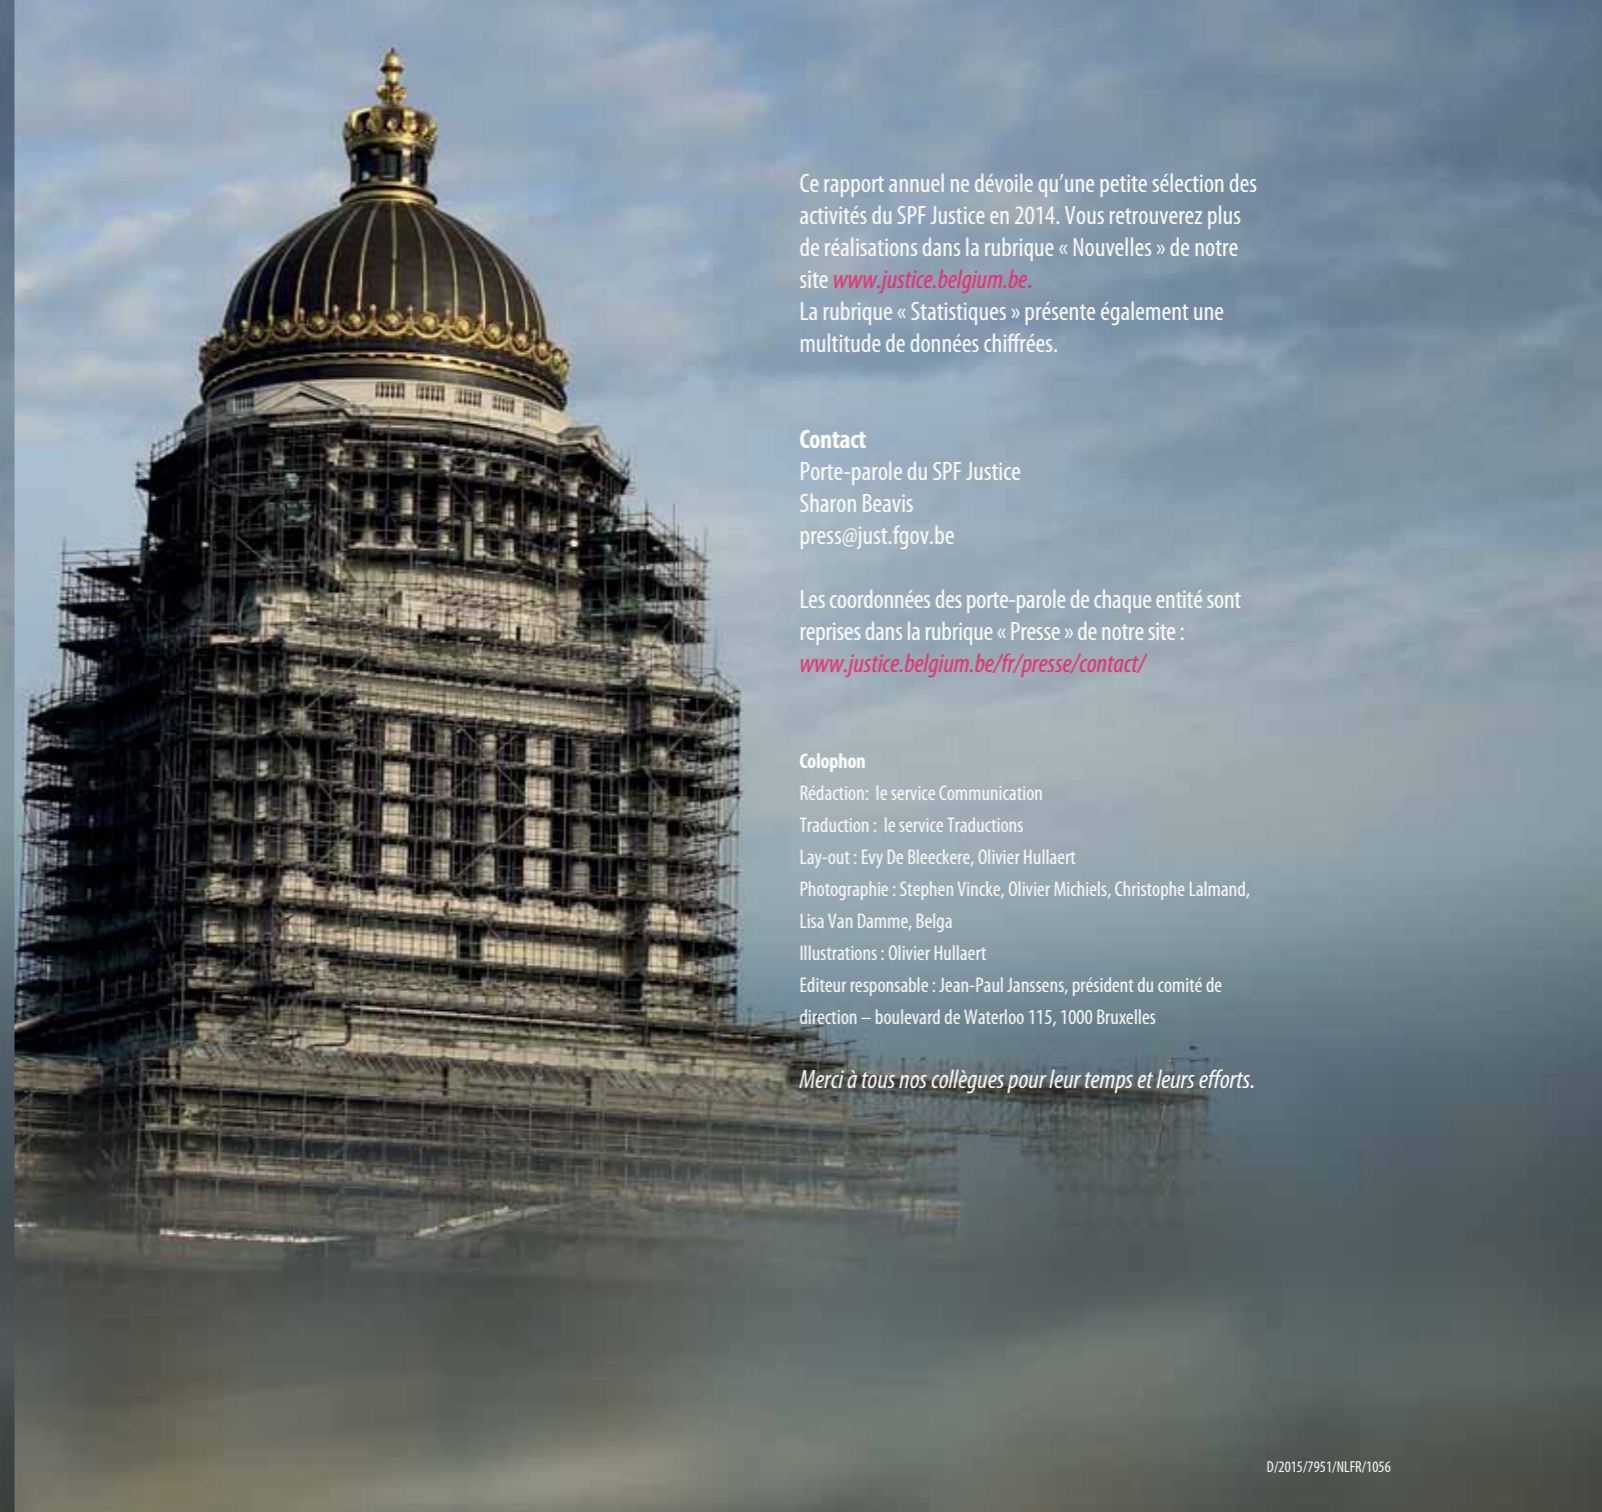 Ce rapport annuel ne dévoile qu’une petite sélection des
activités du SPF Justice en 2014. Vous retrouverez plus
de réalisations dans la rubrique « Nouvelles » de notre
site www.justice.belgium.be.
La rubrique « Statistiques » présente également une
multitude de données chiffrées.
Contact
Porte-parole du SPF Justice
Sharon Beavis
press@just.fgov.be
Les coordonnées des porte-parole de chaque entité sont
reprises dans la rubrique « Presse » de notre site :
www.justice.belgium.be/fr/presse/contact/
Colophon
Rédaction: le service Communication
Traduction : le service Traductions
Lay-out : Evy De Bleeckere, Olivier Hullaert
Photographie : Stephen Vincke, Olivier Michiels, Christophe Lalmand,
Lisa Van Damme, Belga
Illustrations : Olivier Hullaert
Editeur responsable : Jean-Paul Janssens, président du comité de
direction – boulevard de Waterloo 115, 1000 Bruxelles
Merci à tous nos collègues pour leur temps et leurs efforts.
D/2015/7951/NLFR/1056